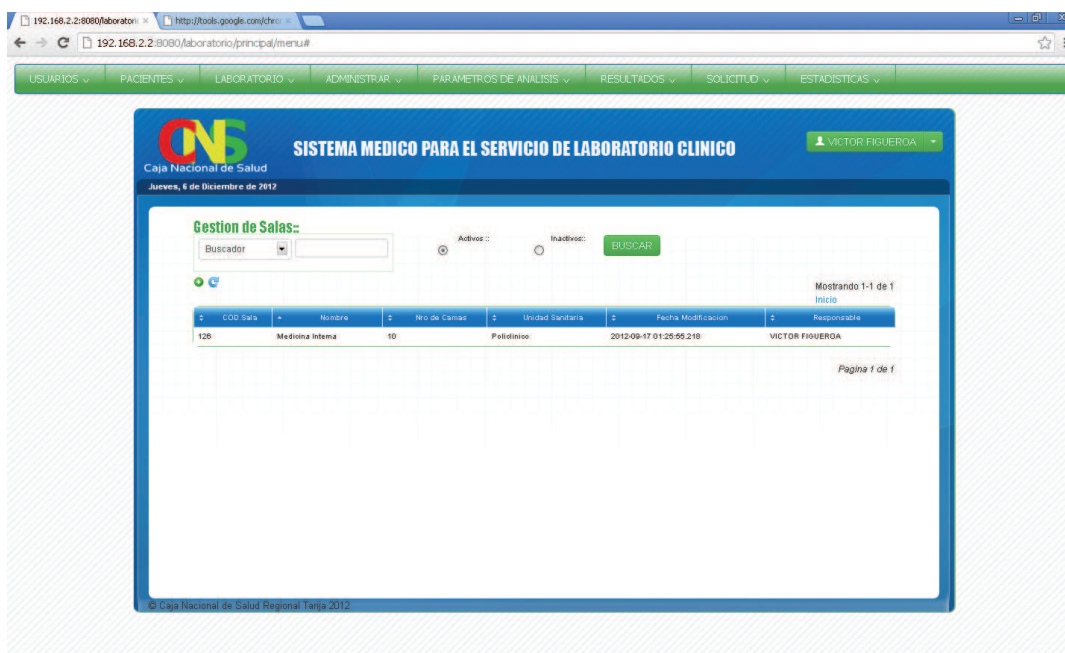 192.168.2.2:8080/laboratori
http://tools.google.com/chro
192.168.2.2:8080/laboratorio/principal/menu#
USUARIOS PACIENTES LABORATORIO ADMINISTRAR PARAMETROS DE ANALISIS RESULTADOS SOLICITUD ESTADISTICAS
CNS
Caja Nacional de Salud
SISTEMA MEDICO PARA EL SERVICIO DE LABORATORIO CLINICO
VICTOR FIGUEROA
Jueves, 6 de Diciembre de 2012
Gestion de Salas::
Buscador Activos :: Inactivos:: BUSCAR
Mostrando 1-1 de 1
Inicio
COD.Sala Nombre Nro de Camas Unidad Sanitaria Fecha Modificacion Responsable
126 Medicina Interna 10 Policlinico 2012-09-17 01:25:55.218 VICTOR FIGUEROA
Pagina 1 de 1
© Caja Nacional de Salud Regional Tarija 2012